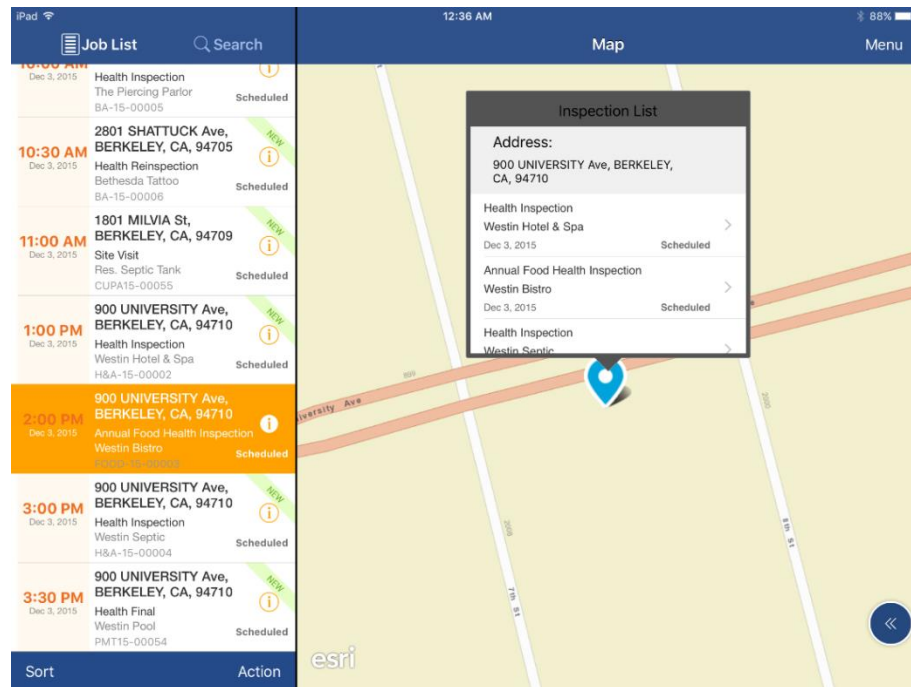 iPad
12:36 AM
88%
Job List
Search
Map
Menu
10:00 AM
Dec 3, 2015
Health Inspection
The Piercing Parlor
BA-15-00005
Scheduled
2801 SHATTUCK Ave,
BERKELEY, CA, 94705
NEW
10:30 AM
Dec 3, 2015
Health Reinspection
Bethesda Tattoo
BA-15-00006
Scheduled
1801 MILVIA St,
BERKELEY, CA, 94709
NEW
11:00 AM
Dec 3, 2015
Site Visit
Res. Septic Tank
CUPA15-00055
Scheduled
900 UNIVERSITY Ave,
BERKELEY, CA, 94710
NEW
1:00 PM
Dec 3, 2015
Health Inspection
Westin Hotel & Spa
H&A-15-00002
Scheduled
900 UNIVERSITY Ave,
BERKELEY, CA, 94710
2:00 PM
Dec 3, 2015
Annual Food Health Inspection
Westin Bistro
FOOD-15-00003
Scheduled
900 UNIVERSITY Ave,
BERKELEY, CA, 94710
NEW
3:00 PM
Dec 3, 2015
Health Inspection
Westin Septic
H&A-15-00004
Scheduled
900 UNIVERSITY Ave,
BERKELEY, CA, 94710
NEW
3:30 PM
Dec 3, 2015
Health Final
Westin Pool
PMT15-00054
Scheduled
Sort
Action
Inspection List
Address:
900 UNIVERSITY Ave, BERKELEY,
CA, 94710
Health Inspection
Westin Hotel & Spa
Dec 3, 2015
Scheduled
Annual Food Health Inspection
Westin Bistro
Dec 3, 2015
Scheduled
Health Inspection
Westin Septic
Ave
2000
2000
8th St
7th St
esri